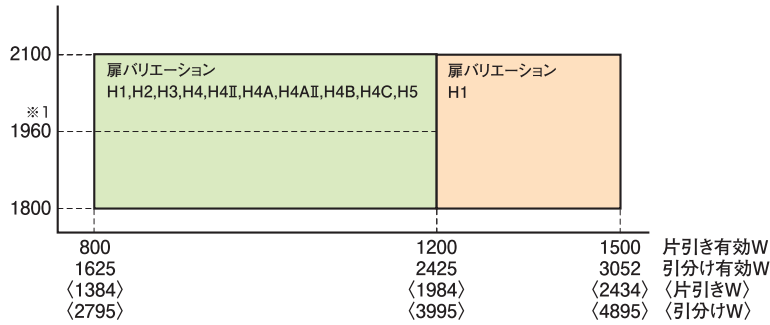 2100
扉バリエーション
H1,H2,H3,H4,H4Ⅱ,H4A,H4AⅡ,H4B,H4C,H5
扉バリエーション
H1
※1
1960
1800
800 1200 1500 片引き有効W
1625 2425 3052 引分け有効W
〈1384〉 〈1984〉 〈2434〉 〈片引きW〉
〈2795〉 〈3995〉 〈4895〉 〈引分けW〉